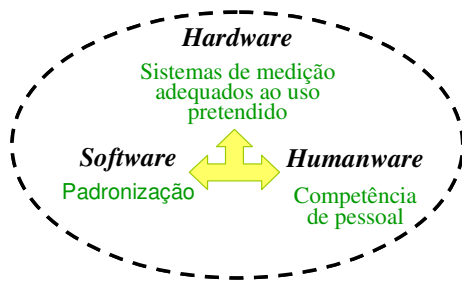 Hardware
Sistemas de medição
adequados ao uso
pretendido
Software
Padronização
Humanware
Competência
de pessoal